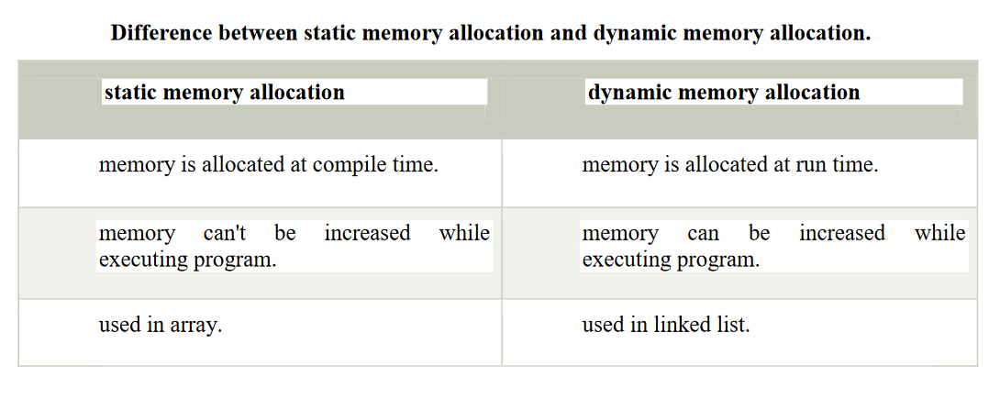 Difference between static memory allocation and dynamic memory allocation.
static memory allocation
dynamic memory allocation
memory is allocated at compile time.
memory is allocated at run time.
memory can't be increased while
executing program.
memory can be increased while
executing program.
used in array.
used in linked list.